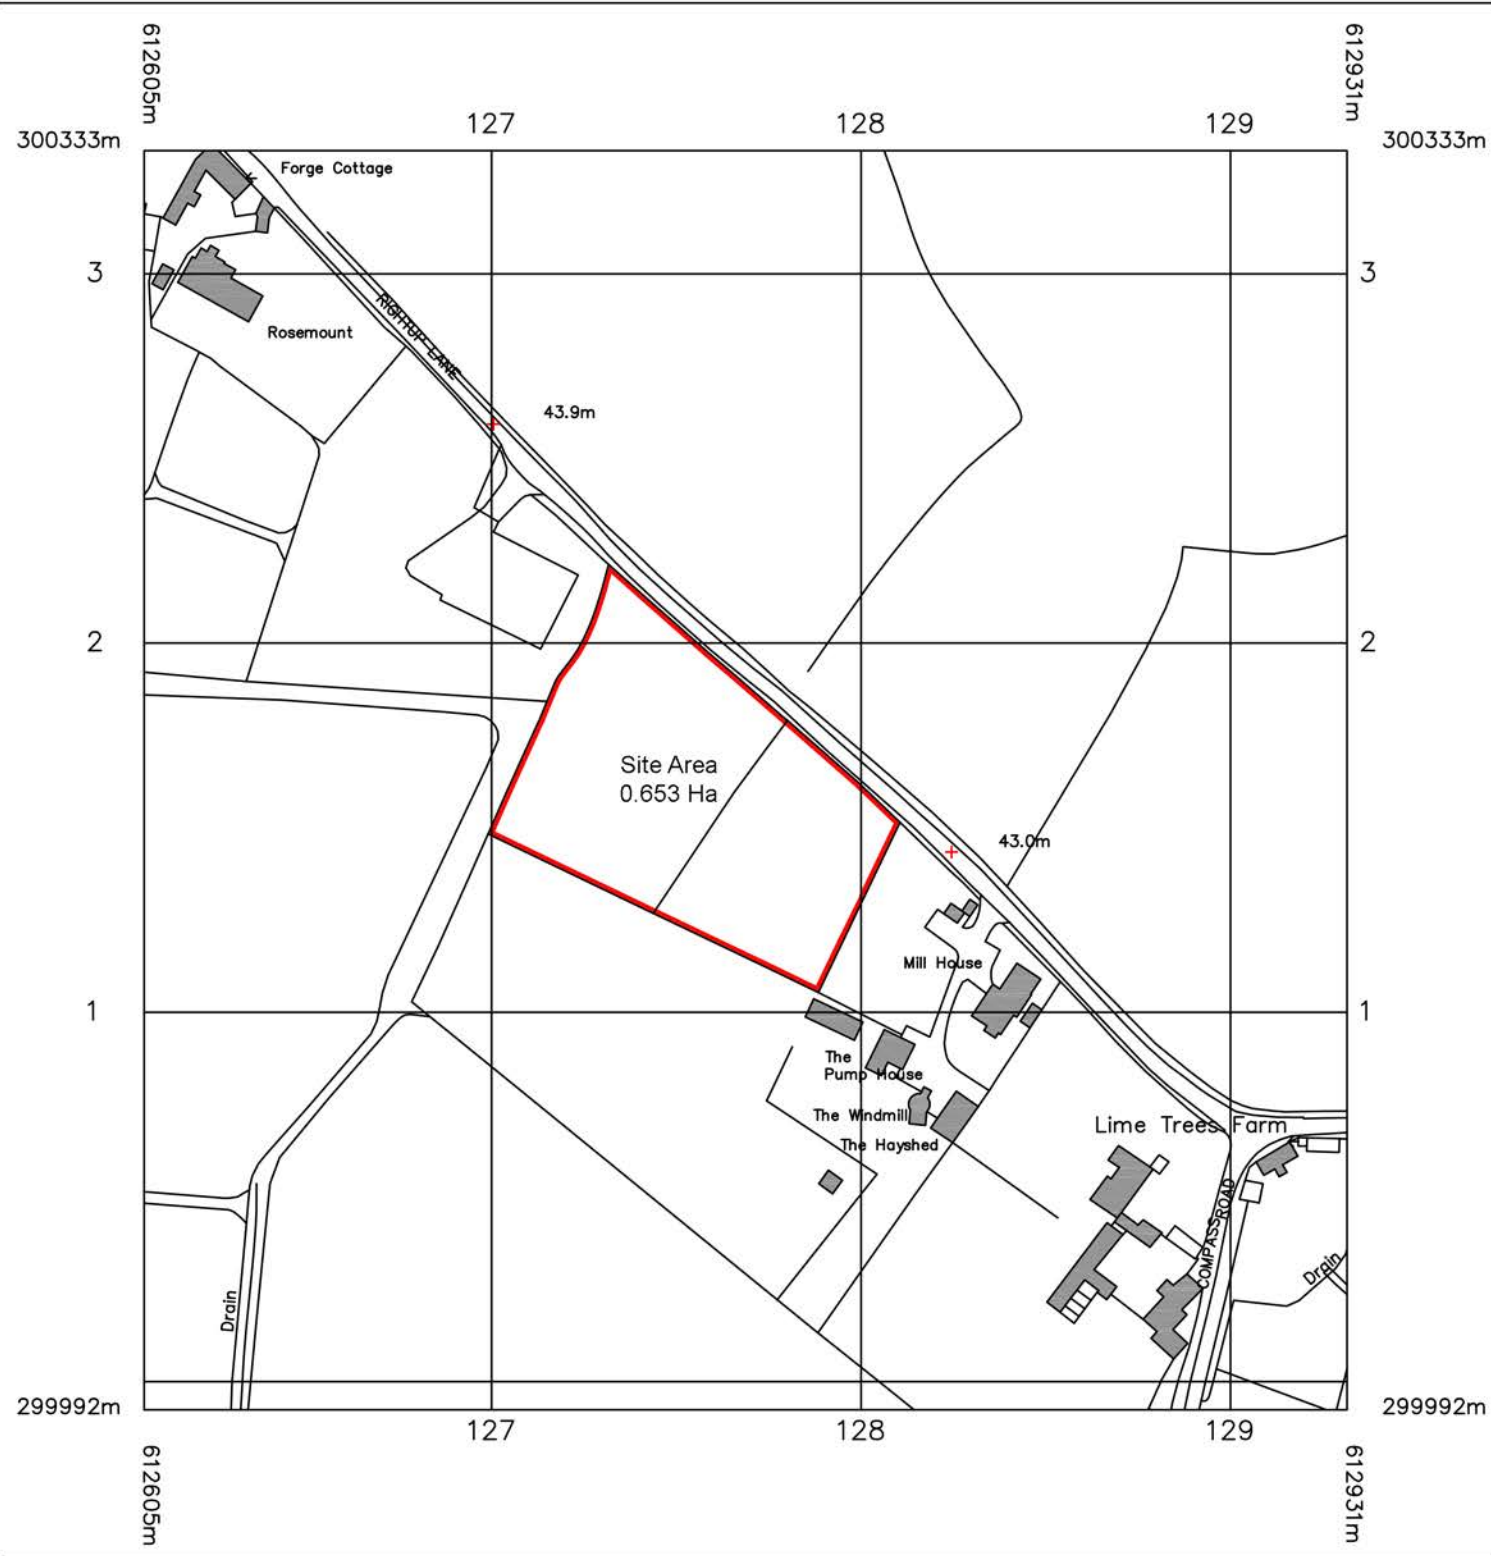 612605m
612931m
127
128
129
300333m
300333m
Forge Cottage
3
3
RIGHTUP LANE
Rosemount
43.9m
2
2
Site Area
0.653 Ha
43.0m
Mill House
1
1
The
Pump House
The Windmill
The Hayshed
Lime Trees Farm
COMPASS ROAD
Drain
Drain
299992m
299992m
127
128
129
612605m
612931m